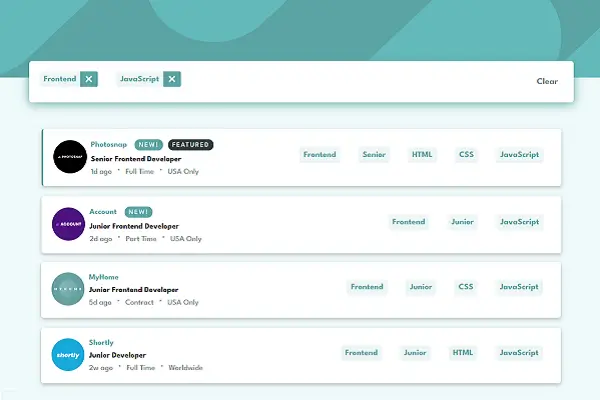 Frontend × JavaScript × Clear
PHOTOSNAP
Photosnap NEW! FEATURED
Senior Frontend Developer
1d ago • Full Time • USA Only
Frontend Senior HTML CSS JavaScript
ACCOUNT
Account NEW!
Junior Frontend Developer
2d ago • Part Time • USA Only
Frontend Junior JavaScript
MYHOME
MyHome
Junior Frontend Developer
5d ago • Contract • USA Only
Frontend Junior CSS JavaScript
shortly
Shortly
Junior Developer
2w ago • Full Time • Worldwide
Frontend Junior HTML JavaScript